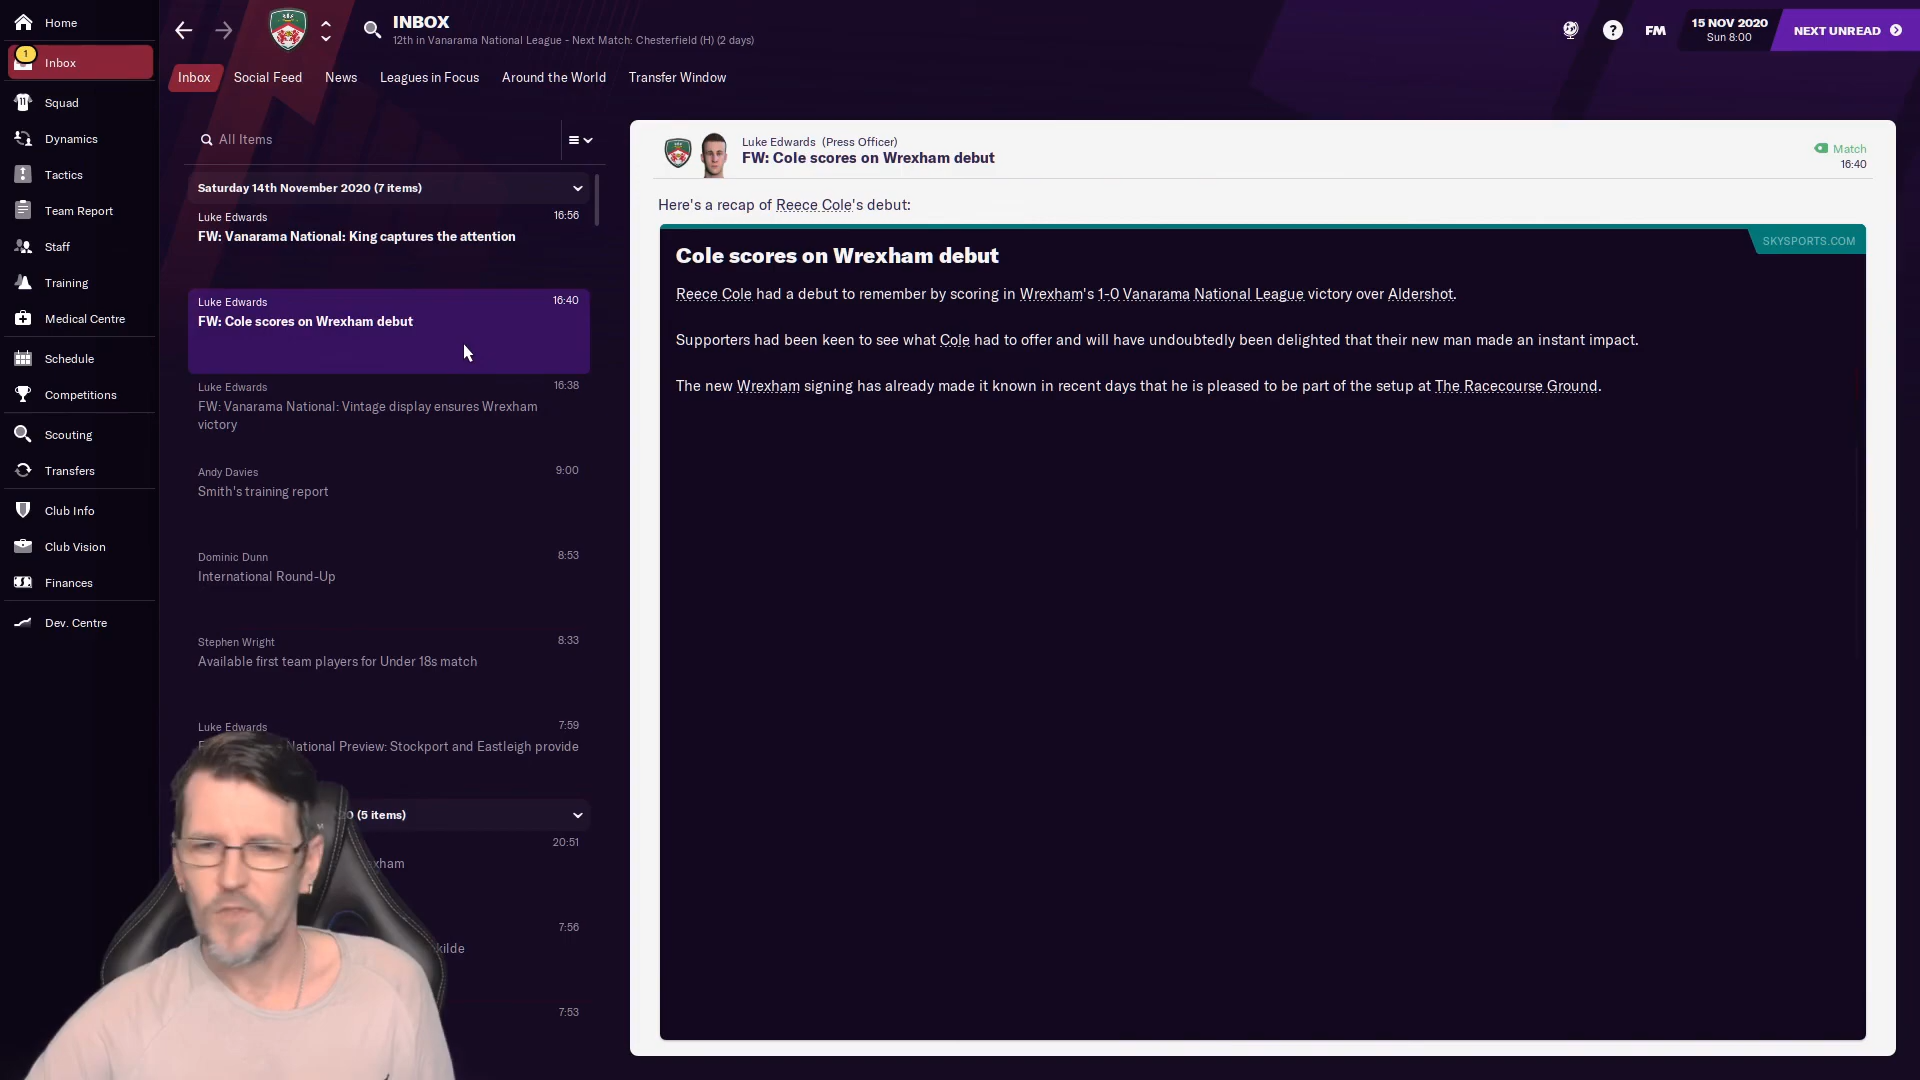 Home
1
Inbox
Squad
Dynamics
Tactics
Team Report
Staff
Training
Medical Centre
Schedule
Competitions
Scouting
Transfers
Club Info
Club Vision
Finances
Dev. Centre
INBOX
12th in Vanarama National League - Next Match: Chesterfield (H) (2 days)
FM
15 NOV 2020
Sun 8:00
NEXT UNREAD
Inbox Social Feed News Leagues in Focus Around the World Transfer Window
All Items
Saturday 14th November 2020 (7 items)
Luke Edwards 16:56
FW: Vanarama National: King captures the attention
Luke Edwards 16:40
FW: Cole scores on Wrexham debut
Luke Edwards 16:38
FW: Vanarama National: Vintage display ensures Wrexham
victory
Andy Davies 9:00
Smith's training report
Dominic Dunn 8:53
International Round-Up
Stephen Wright 8:33
Available first team players for Under 18s match
Luke Edwards 7:59
National Preview: Stockport and Eastleigh provide
(5 items)
20:51
7:56
7:53
Luke Edwards (Press Officer)
FW: Cole scores on Wrexham debut
Match
16:40
Here's a recap of Reece Cole's debut:
SKYSPORTS.COM
Cole scores on Wrexham debut
Reece Cole had a debut to remember by scoring in Wrexham's 1-0 Vanarama National League victory over Aldershot.
Supporters had been keen to see what Cole had to offer and will have undoubtedly been delighted that their new man made an instant impact.
The new Wrexham signing has already made it known in recent days that he is pleased to be part of the setup at The Racecourse Ground.